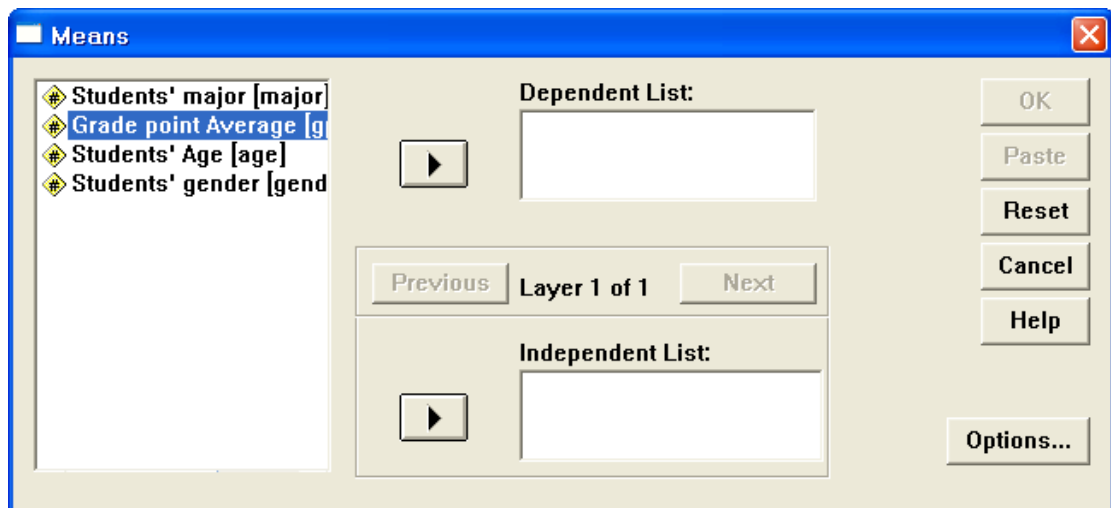 Means
Students' major [major]
Grade point Average [g
Students' Age [age]
Students' gender [gend
Dependent List:
Previous
Layer 1 of 1
Next
Independent List:
OK
Paste
Reset
Cancel
Help
Options...